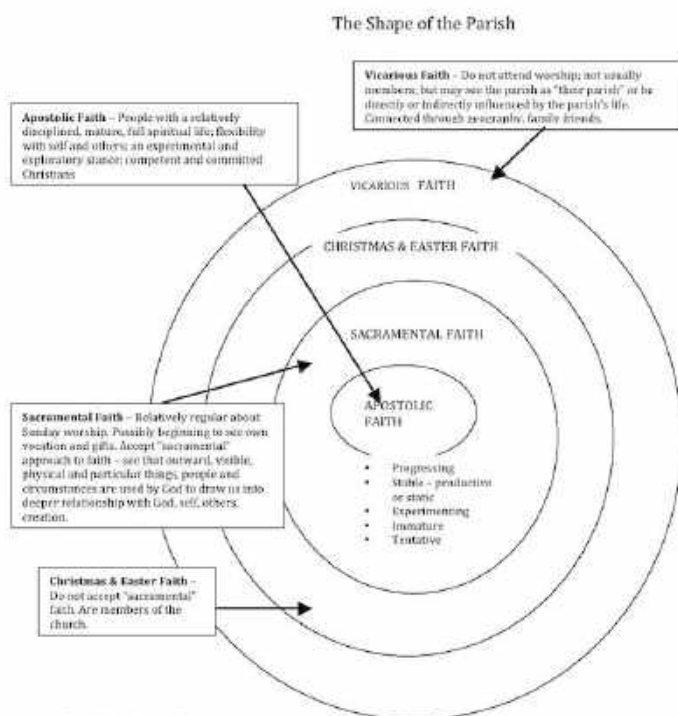 The Shape of the Parish
Vicarious Faith – Do not attend worship; not usually
members, but may see the parish as "their parish" or be
directly or indirectly influenced by the parish's life.
Connected through geography, family friends.
Apostolic Faith – People with a relatively
disciplined, mature, full spiritual life; flexibility
with self and others; an experimental and
exploratory stance; competent and committed
Christians
VICARIOUS FAITH
CHRISTMAS & EASTER FAITH
SACRAMENTAL FAITH
APOSTOLIC
FAITH
Sacramental Faith – Relatively regular about
Sunday worship. Possibly beginning to see own
vocation and gifts. Accept "sacramental"
approach to faith – see that outward, visible,
physical and particular things, people and
circumstances are used by God to draw us into
deeper relationship with God, self, others,
creation.
• Progressing
• Stable – productive
or static
• Experimenting
• Immature
• Tentative
Christmas & Easter Faith –
Do not accept "sacramental"
faith. Are members of the
church.